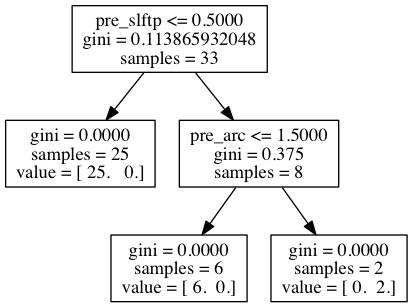 pre_slftp <= 0.5000
gini = 0.113865932048
samples = 33
gini = 0.0000
samples = 25
value = [ 25.   0.]
pre_arc <= 1.5000
gini = 0.375
samples = 8
gini = 0.0000
samples = 6
value = [ 6.  0.]
gini = 0.0000
samples = 2
value = [ 0.  2.]